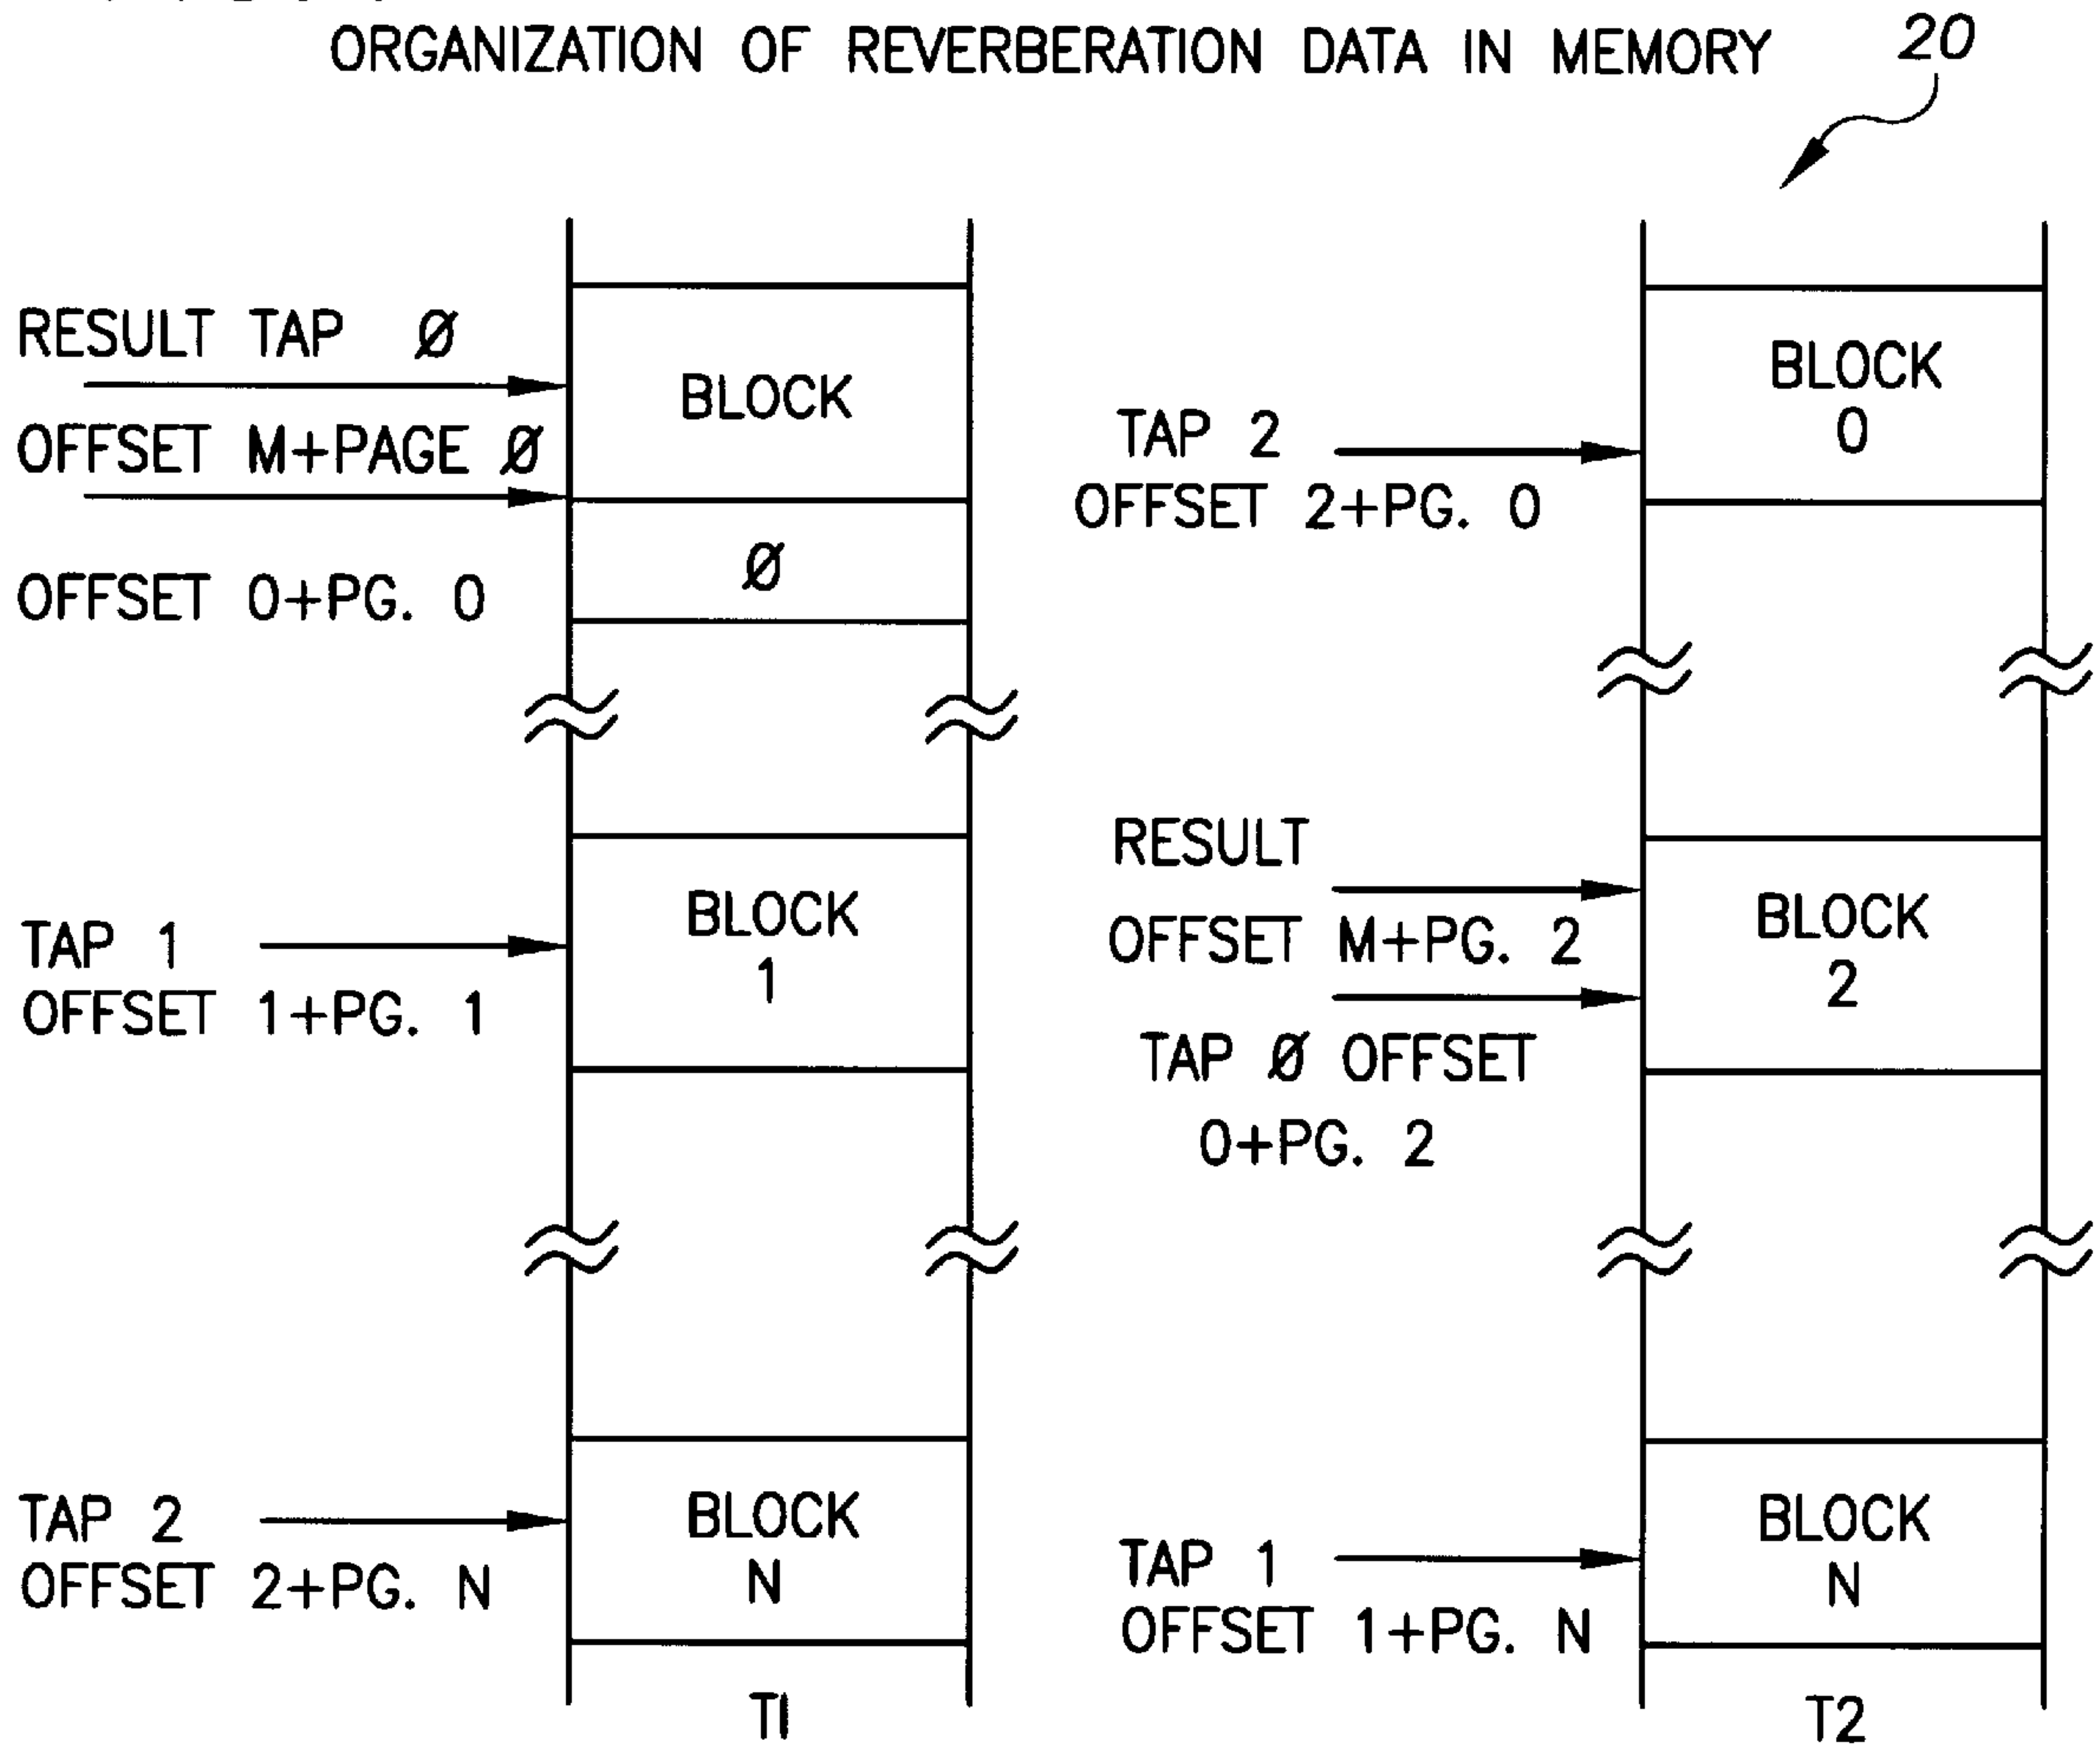 ORGANIZATION OF REVERBERATION DATA IN MEMORY
20
RESULT TAP Ø
OFFSET M+PAGE Ø
OFFSET 0+PG. 0
BLOCK
Ø
TAP 1
OFFSET 1+PG. 1
BLOCK
1
TAP 2
OFFSET 2+PG. N
BLOCK
N
T1
TAP 2
OFFSET 2+PG. 0
BLOCK
0
RESULT
OFFSET M+PG. 2
TAP Ø OFFSET
0+PG. 2
BLOCK
2
TAP 1
OFFSET 1+PG. N
BLOCK
N
T2